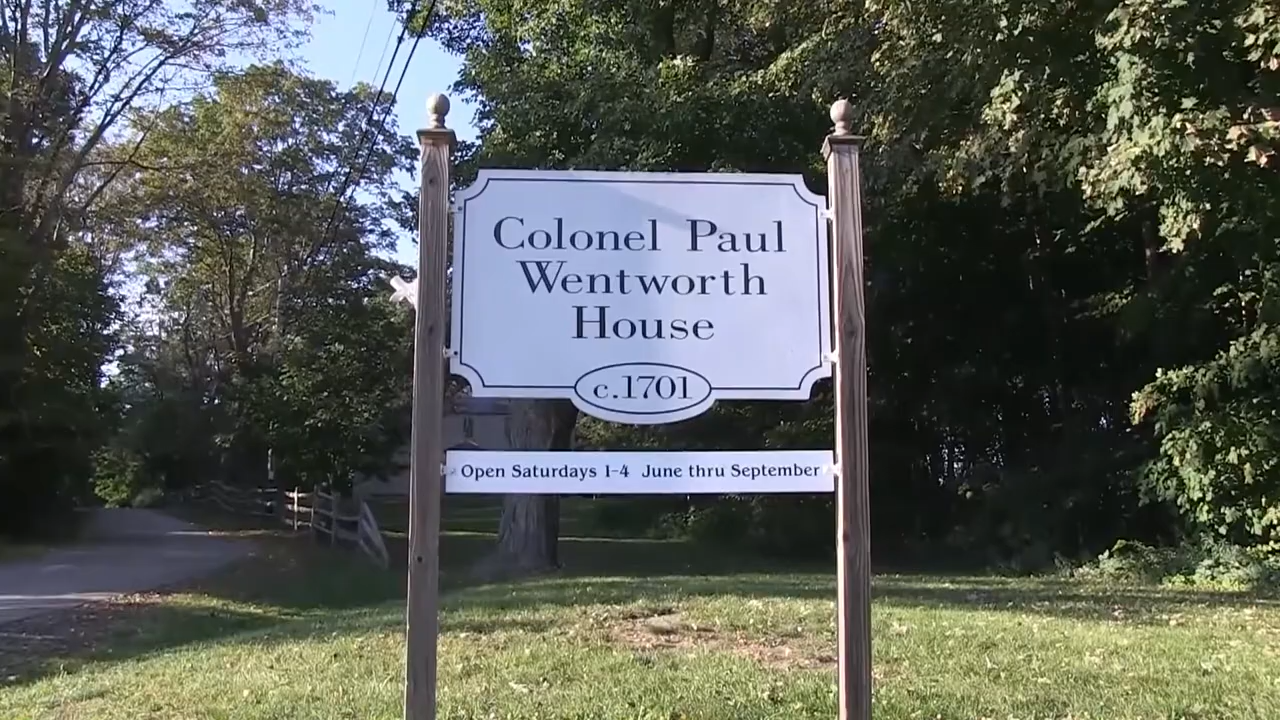 Colonel Paul
Wentworth
House
c.1701
Open Saturdays 1-4 June thru September